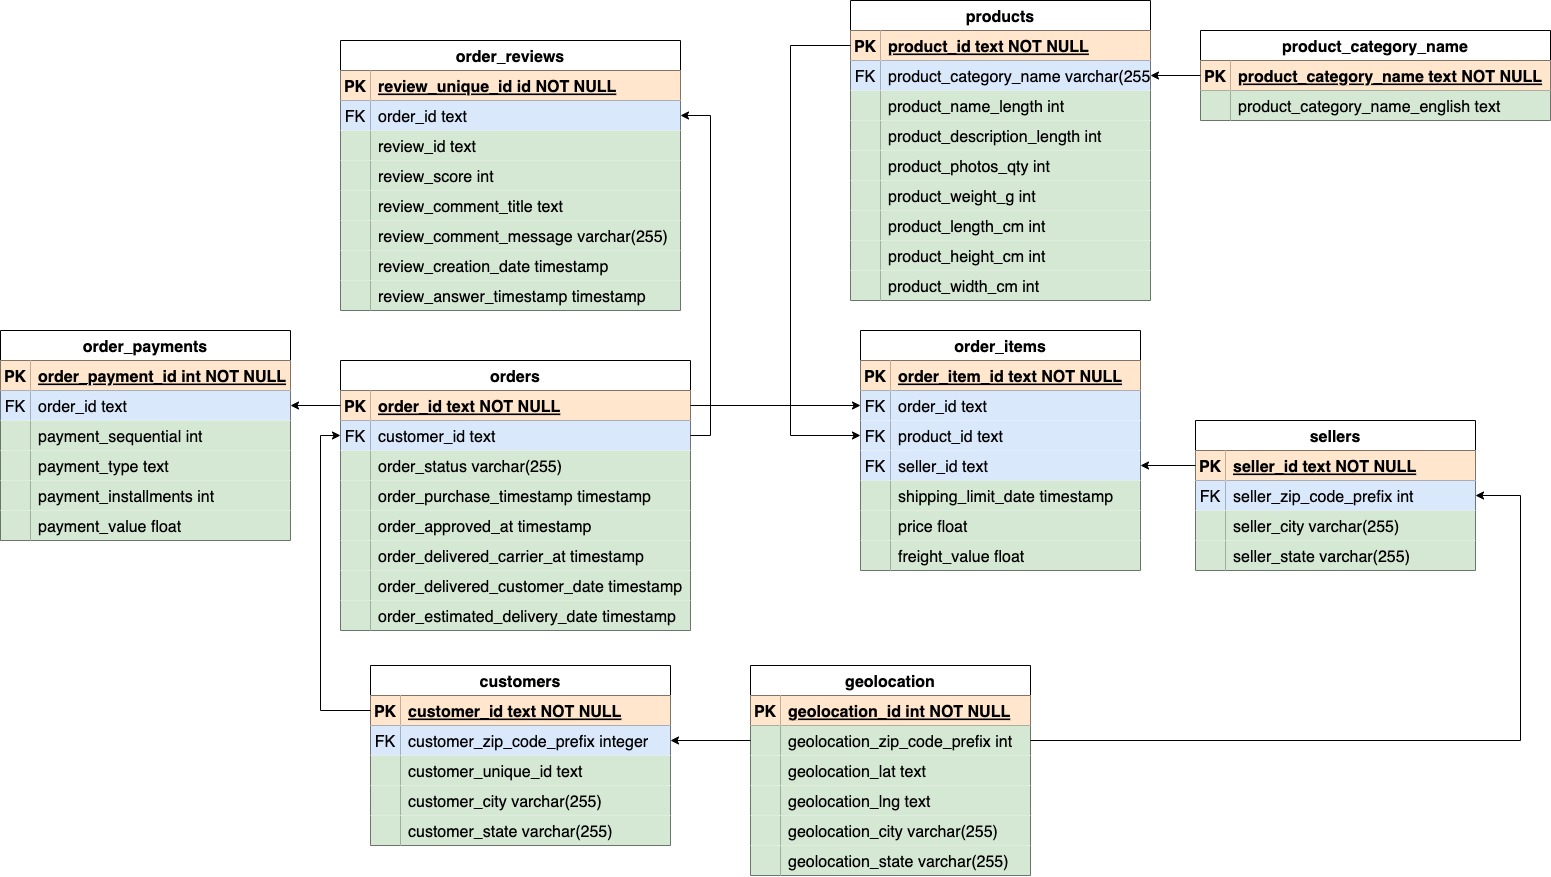 order_reviews
PK review_unique_id id NOT NULL
FK order_id text
review_id text
review_score int
review_comment_title text
review_comment_message varchar(255)
review_creation_date timestamp
review_answer_timestamp timestamp
products
PK product_id text NOT NULL
FK product_category_name varchar(255
product_name_length int
product_description_length int
product_photos_qty int
product_weight_g int
product_length_cm int
product_height_cm int
product_width_cm int
product_category_name
PK product_category_name text NOT NULL
product_category_name_english text
order_payments
PK order_payment_id int NOT NULL
FK order_id text
payment_sequential int
payment_type text
payment_installments int
payment_value float
orders
PK order_id text NOT NULL
FK customer_id text
order_status varchar(255)
order_purchase_timestamp timestamp
order_approved_at timestamp
order_delivered_carrier_at timestamp
order_delivered_customer_date timestamp
order_estimated_delivery_date timestamp
order_items
PK order_item_id text NOT NULL
FK order_id text
FK product_id text
FK seller_id text
shipping_limit_date timestamp
price float
freight_value float
sellers
PK seller_id text NOT NULL
FK seller_zip_code_prefix int
seller_city varchar(255)
seller_state varchar(255)
customers
PK customer_id text NOT NULL
FK customer_zip_code_prefix integer
customer_unique_id text
customer_city varchar(255)
customer_state varchar(255)
geolocation
PK geolocation_id int NOT NULL
geolocation_zip_code_prefix int
geolocation_lat text
geolocation_lng text
geolocation_city varchar(255)
geolocation_state varchar(255)